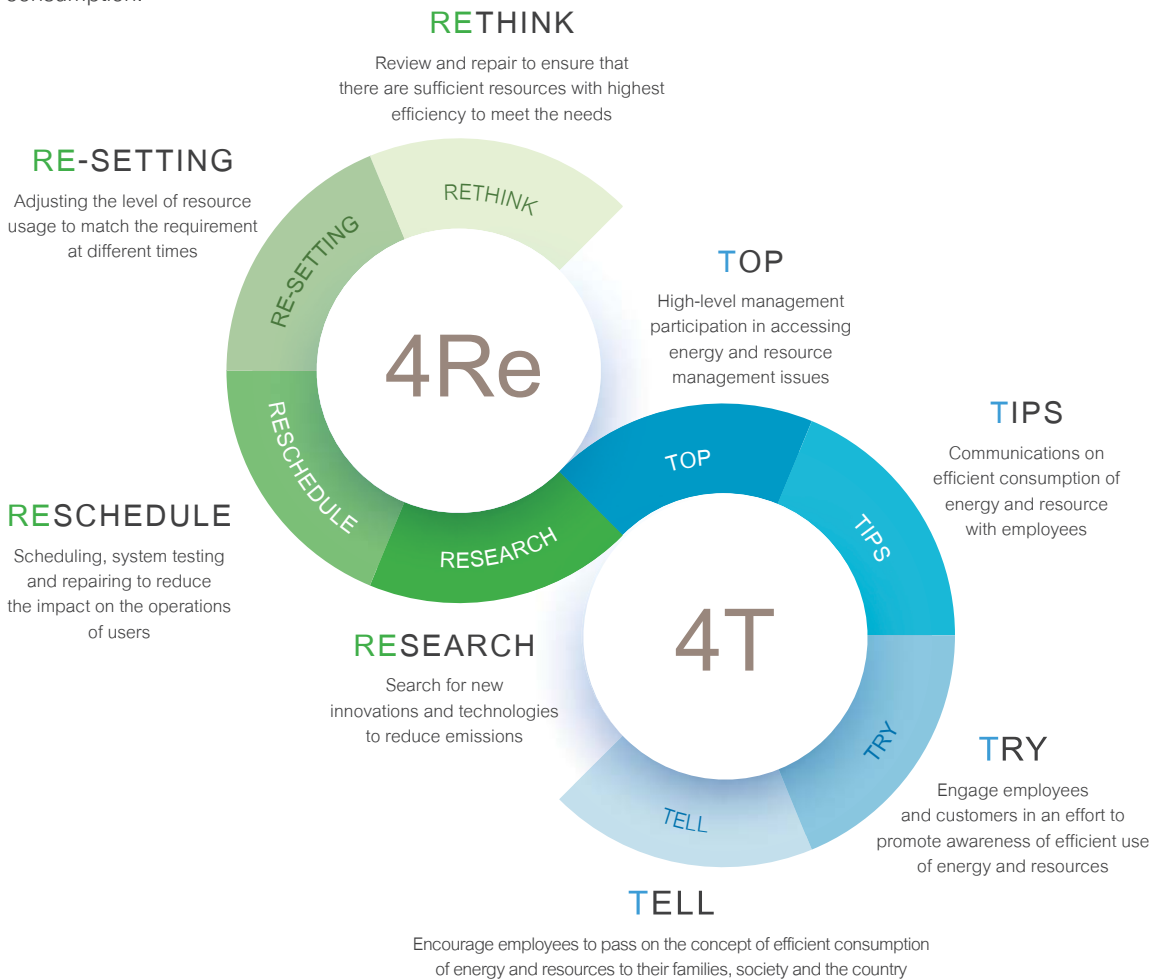 consumption.
RETHINK
Review and repair to ensure that
there are sufficient resources with highest
efficiency to meet the needs
RE-SETTING
Adjusting the level of resource
usage to match the requirement
at different times
RETHINK
RE-SETTING
4Re
RESCHEDULE
RESEARCH
TOP
High-level management
participation in accessing
energy and resource
management issues
TIPS
Communications on
efficient consumption of
energy and resource
with employees
RESCHEDULE
Scheduling, system testing
and repairing to reduce
the impact on the operations
of users
TOP
TIPS
4T
TRY
TELL
RESEARCH
Search for new
innovations and technologies
to reduce emissions
TRY
Engage employees
and customers in an effort to
promote awareness of efficient use
of energy and resources
TELL
Encourage employees to pass on the concept of efficient consumption
of energy and resources to their families, society and the country